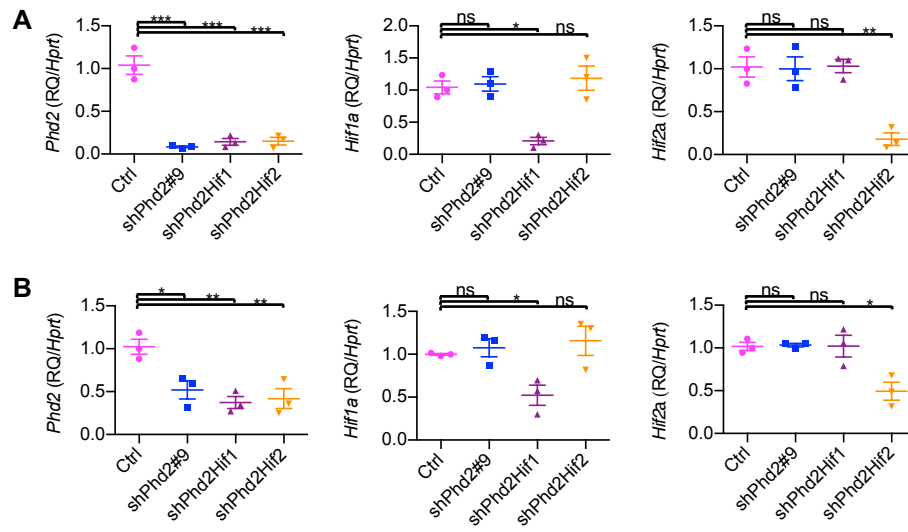 A
Phd2 (RQ/Hprt)
1.5
1.0
0.5
0.0
***
***
***
Ctrl
shPhd2#9
shPhd2Hif1
shPhd2Hif2
Hif1a (RQ/Hprt)
2.0
1.5
1.0
0.5
0.0
ns
*
ns
Ctrl
shPhd2#9
shPhd2Hif1
shPhd2Hif2
Hif2a (RQ/Hprt)
1.5
1.0
0.5
0.0
ns
ns
**
Ctrl
shPhd2#9
shPhd2Hif1
shPhd2Hif2
B
Phd2 (RQ/Hprt)
1.5
1.0
0.5
0.0
*
**
**
Ctrl
shPhd2#9
shPhd2Hif1
shPhd2Hif2
Hif1a (RQ/Hprt)
1.5
1.0
0.5
0.0
ns
*
ns
Ctrl
shPhd2#9
shPhd2Hif1
shPhd2Hif2
Hif2a (RQ/Hprt)
1.5
1.0
0.5
0.0
ns
ns
*
Ctrl
shPhd2#9
shPhd2Hif1
shPhd2Hif2